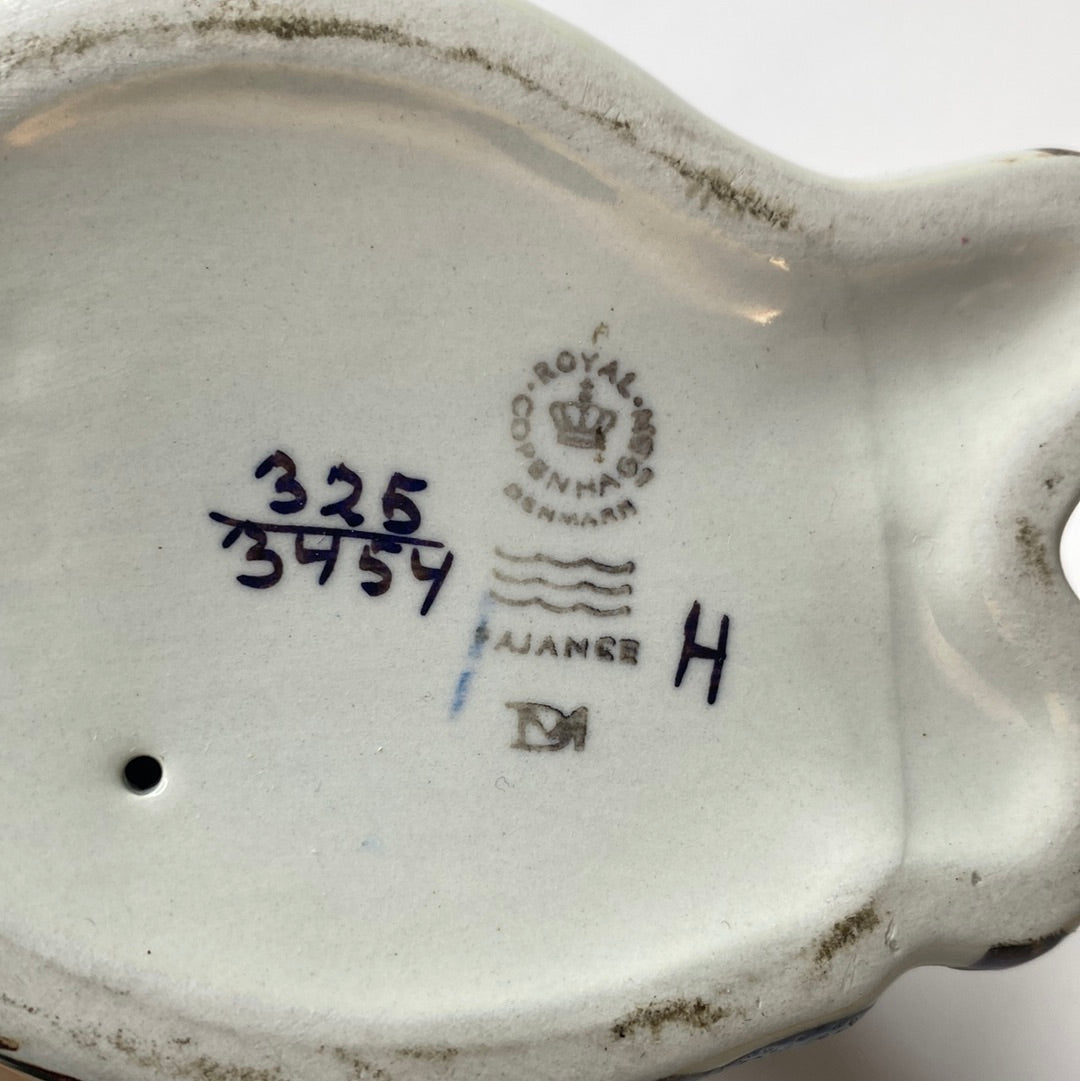 ROYAL
COPENHAGEN
DENMARK
325
3454
FAJANCE
H